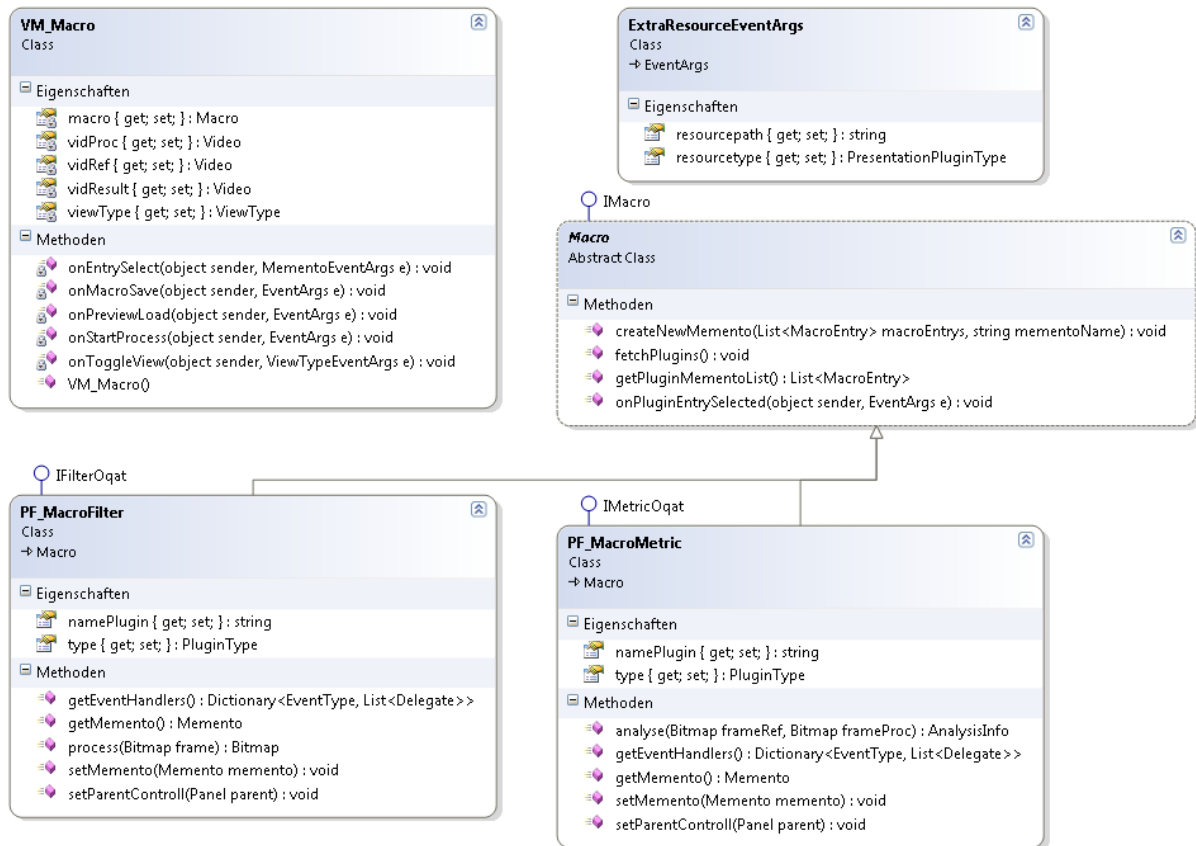 VM_Macro
Class
Eigenschaften
macro { get; set; } : Macro
vidProc { get; set; } : Video
vidRef { get; set; } : Video
vidResult { get; set; } : Video
viewType { get; set; } : ViewType
Methoden
onEntrySelect(object sender, MementoEventArgs e) : void
onMacroSave(object sender, EventArgs e) : void
onPreviewLoad(object sender, EventArgs e) : void
onStartProcess(object sender, EventArgs e) : void
onToggleView(object sender, ViewTypeEventArgs e) : void
VM_Macro()
ExtraResourceEventArgs
Class
EventArgs
Eigenschaften
resourcepath { get; set; } : string
resourcetype { get; set; } : PresentationPluginType
IMacro
Macro
Abstract Class
Methoden
createNewMemento(List<MacroEntry> macroEntrys, string mementoName) : void
fetchPlugins() : void
getPluginMementoList() : List<MacroEntry>
onPluginEntrySelected(object sender, EventArgs e) : void
IFilterOqat
PF_MacroFilter
Class
Macro
Eigenschaften
namePlugin { get; set; } : string
type { get; set; } : PluginType
Methoden
getEventHandlers() : Dictionary<EventType, List<Delegate>>
getMemento() : Memento
process(Bitmap frame) : Bitmap
setMemento(Memento memento) : void
setParentControll(Panel parent) : void
IMetricOqat
PF_MacroMetric
Class
Macro
Eigenschaften
namePlugin { get; set; } : string
type { get; set; } : PluginType
Methoden
analyse(Bitmap frameRef, Bitmap frameProc) : AnalysisInfo
getEventHandlers() : Dictionary<EventType, List<Delegate>>
getMemento() : Memento
setMemento(Memento memento) : void
setParentControll(Panel parent) : void